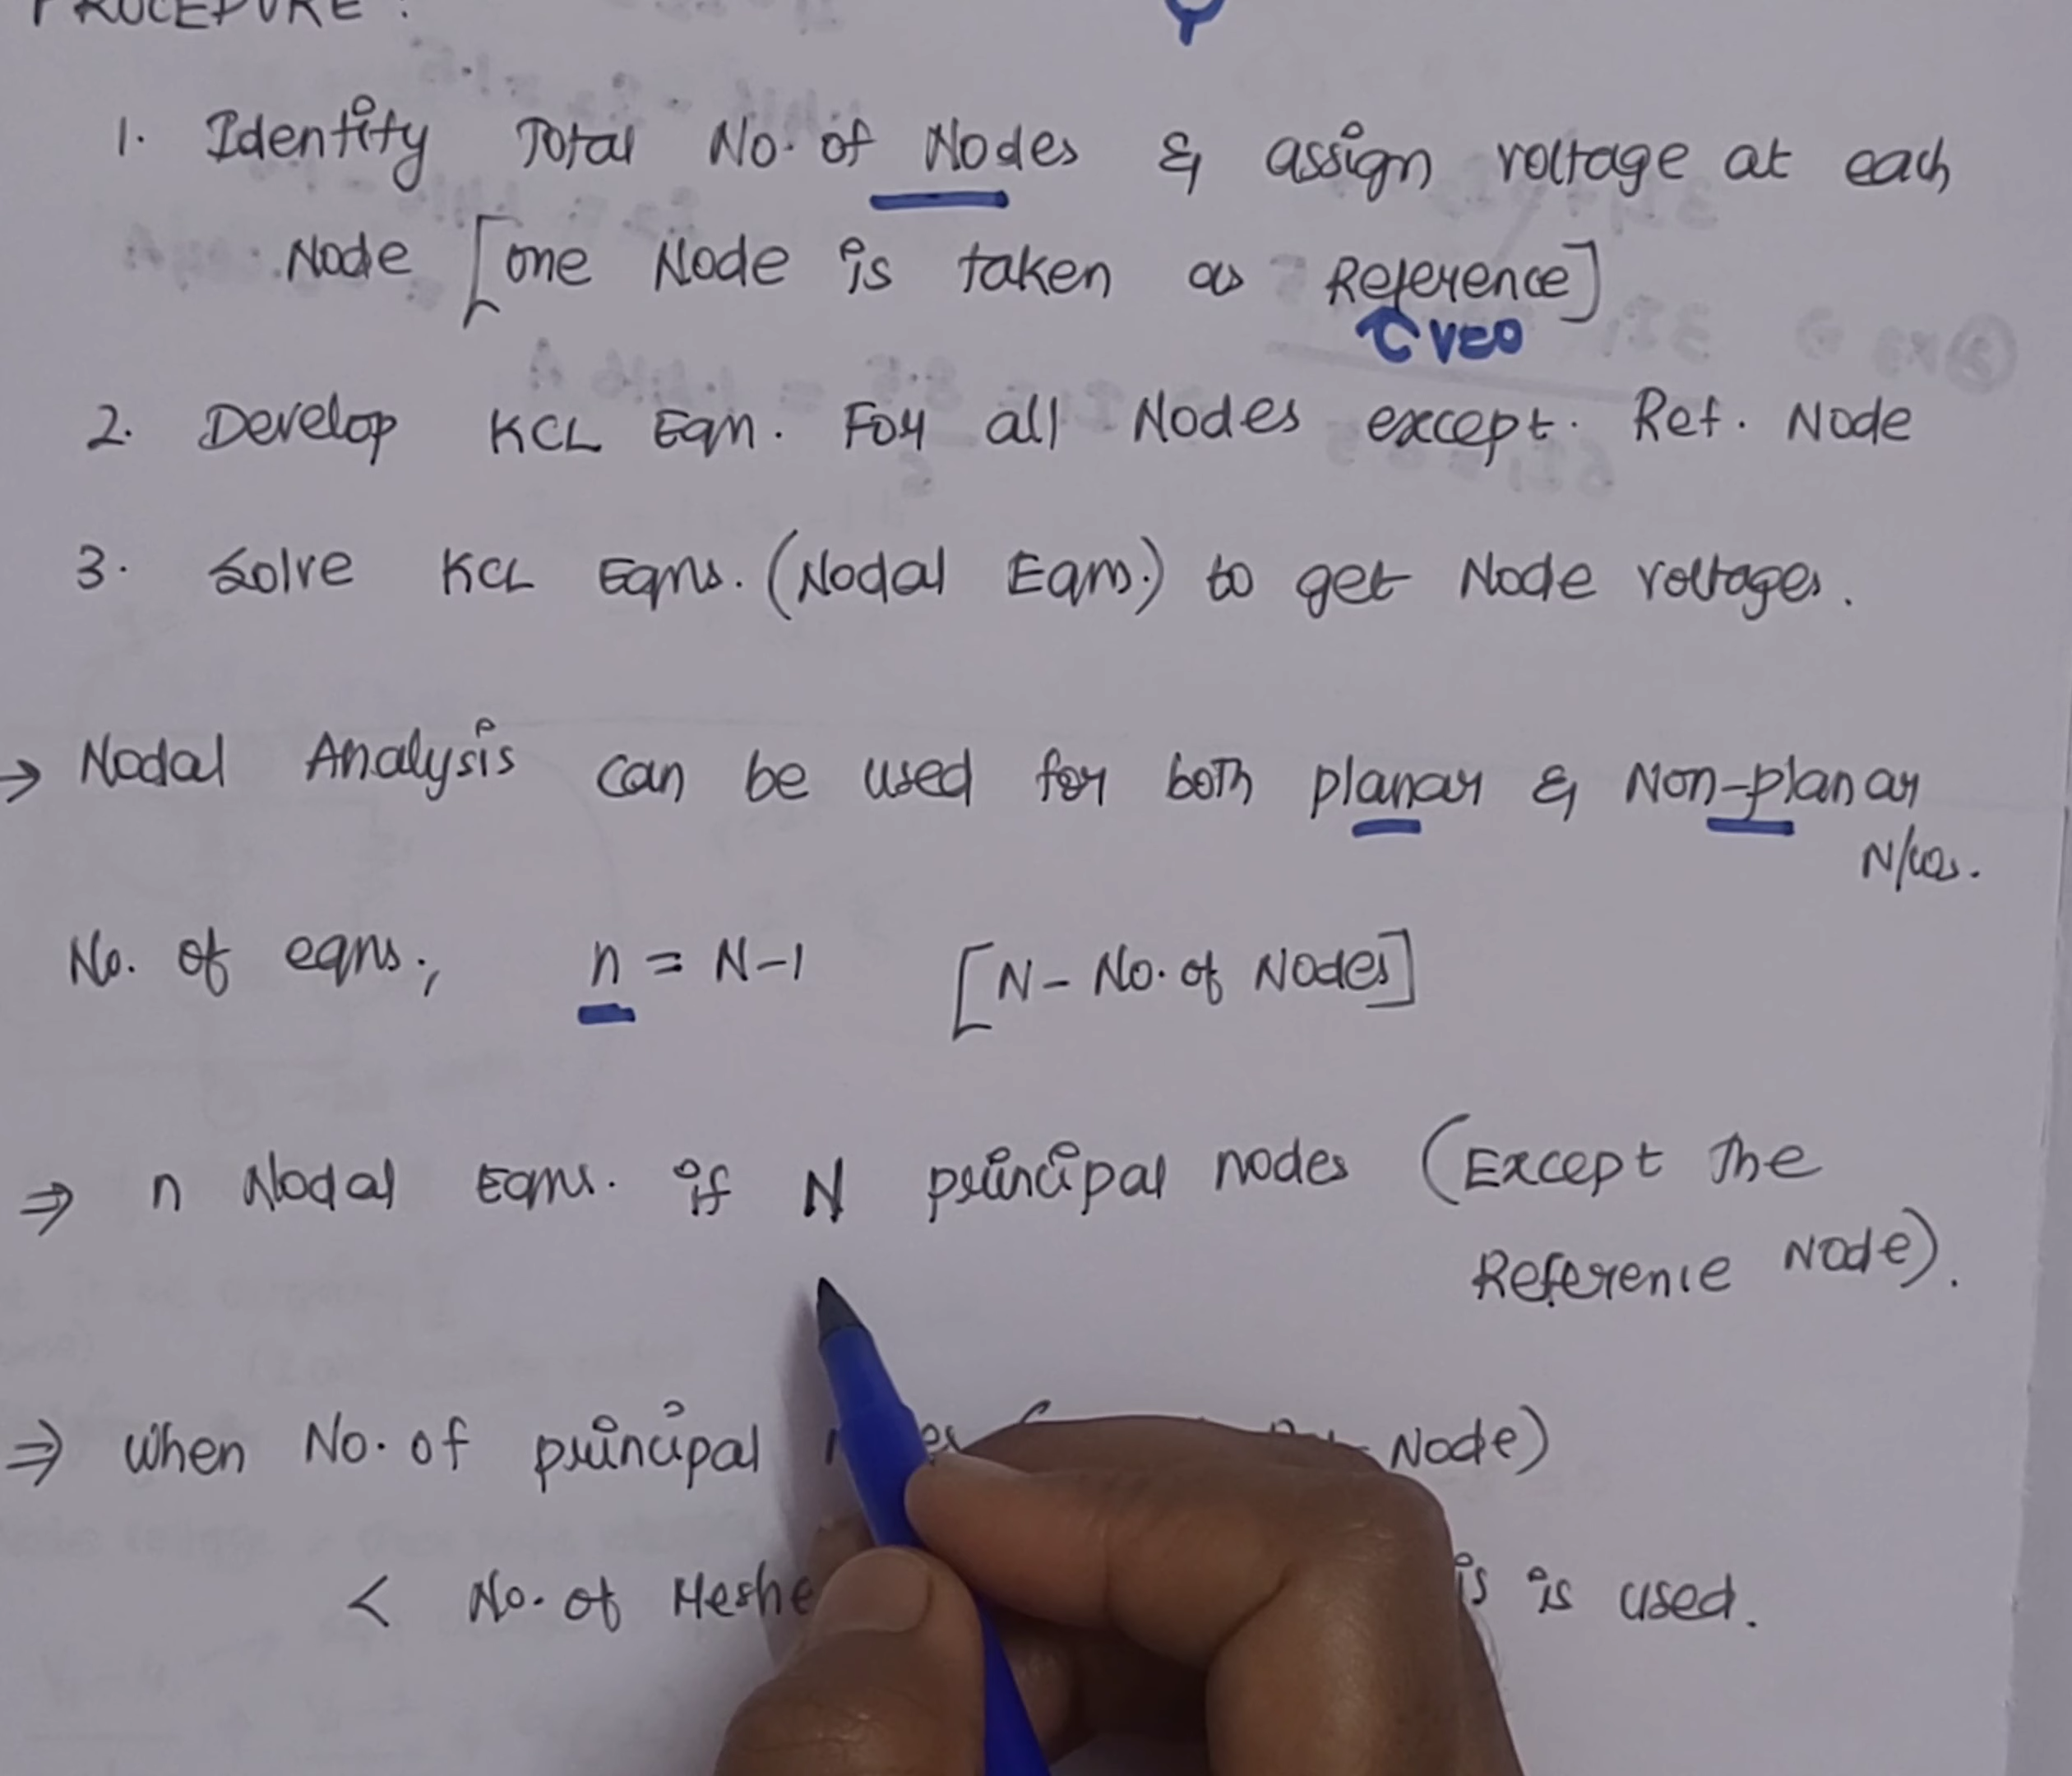 PROCEDURE :
1. Identify Total No. of Nodes & assign voltage at each
Node [one Node is taken as Reference]
V=0
2. Develop KCL Eqn. For all Nodes except. Ref. Node
3. Solve KCL Eqns. (Nodal Eqns.) to get Node voltages.
→ Nodal Analysis can be used for both planar & Non-planar
N/ws.
No. of eqns., n = N-1 [N- No. of Nodes]
⇒ n Nodal Eqns. if N principal nodes (Except The
Reference Node).
⇒ when No. of principal Node)
< No. of Meshe is used.